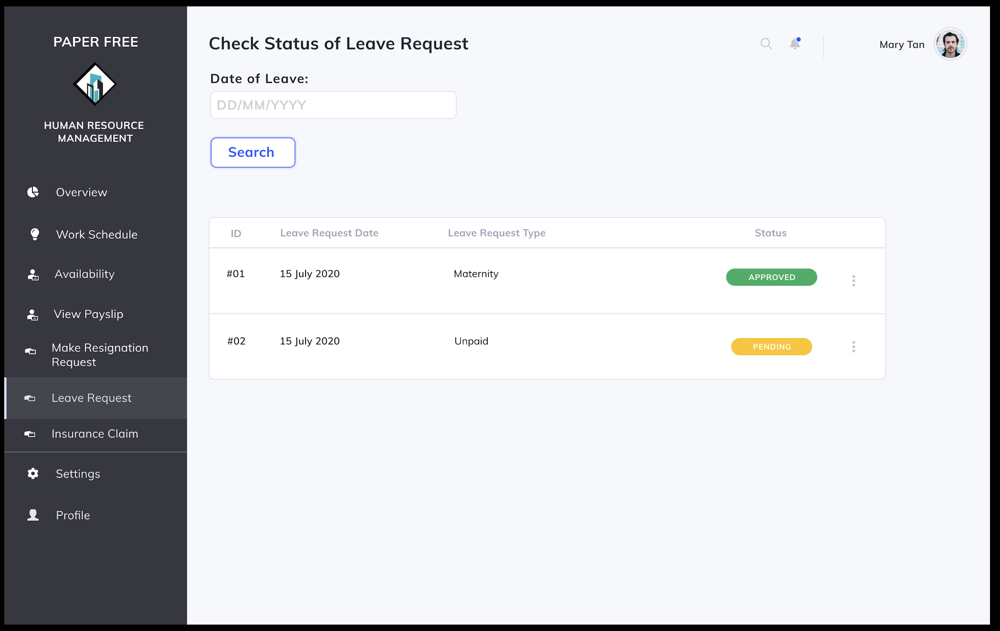 PAPER FREE
HUMAN RESOURCE
MANAGEMENT
Overview
Work Schedule
Availability
View Payslip
Make Resignation
Request
Leave Request
Insurance Claim
Settings
Profile
Check Status of Leave Request
Mary Tan
Date of Leave:
DD/MM/YYYY
Search
ID Leave Request Date Leave Request Type Status
#01 15 July 2020 Maternity APPROVED
#02 15 July 2020 Unpaid PENDING